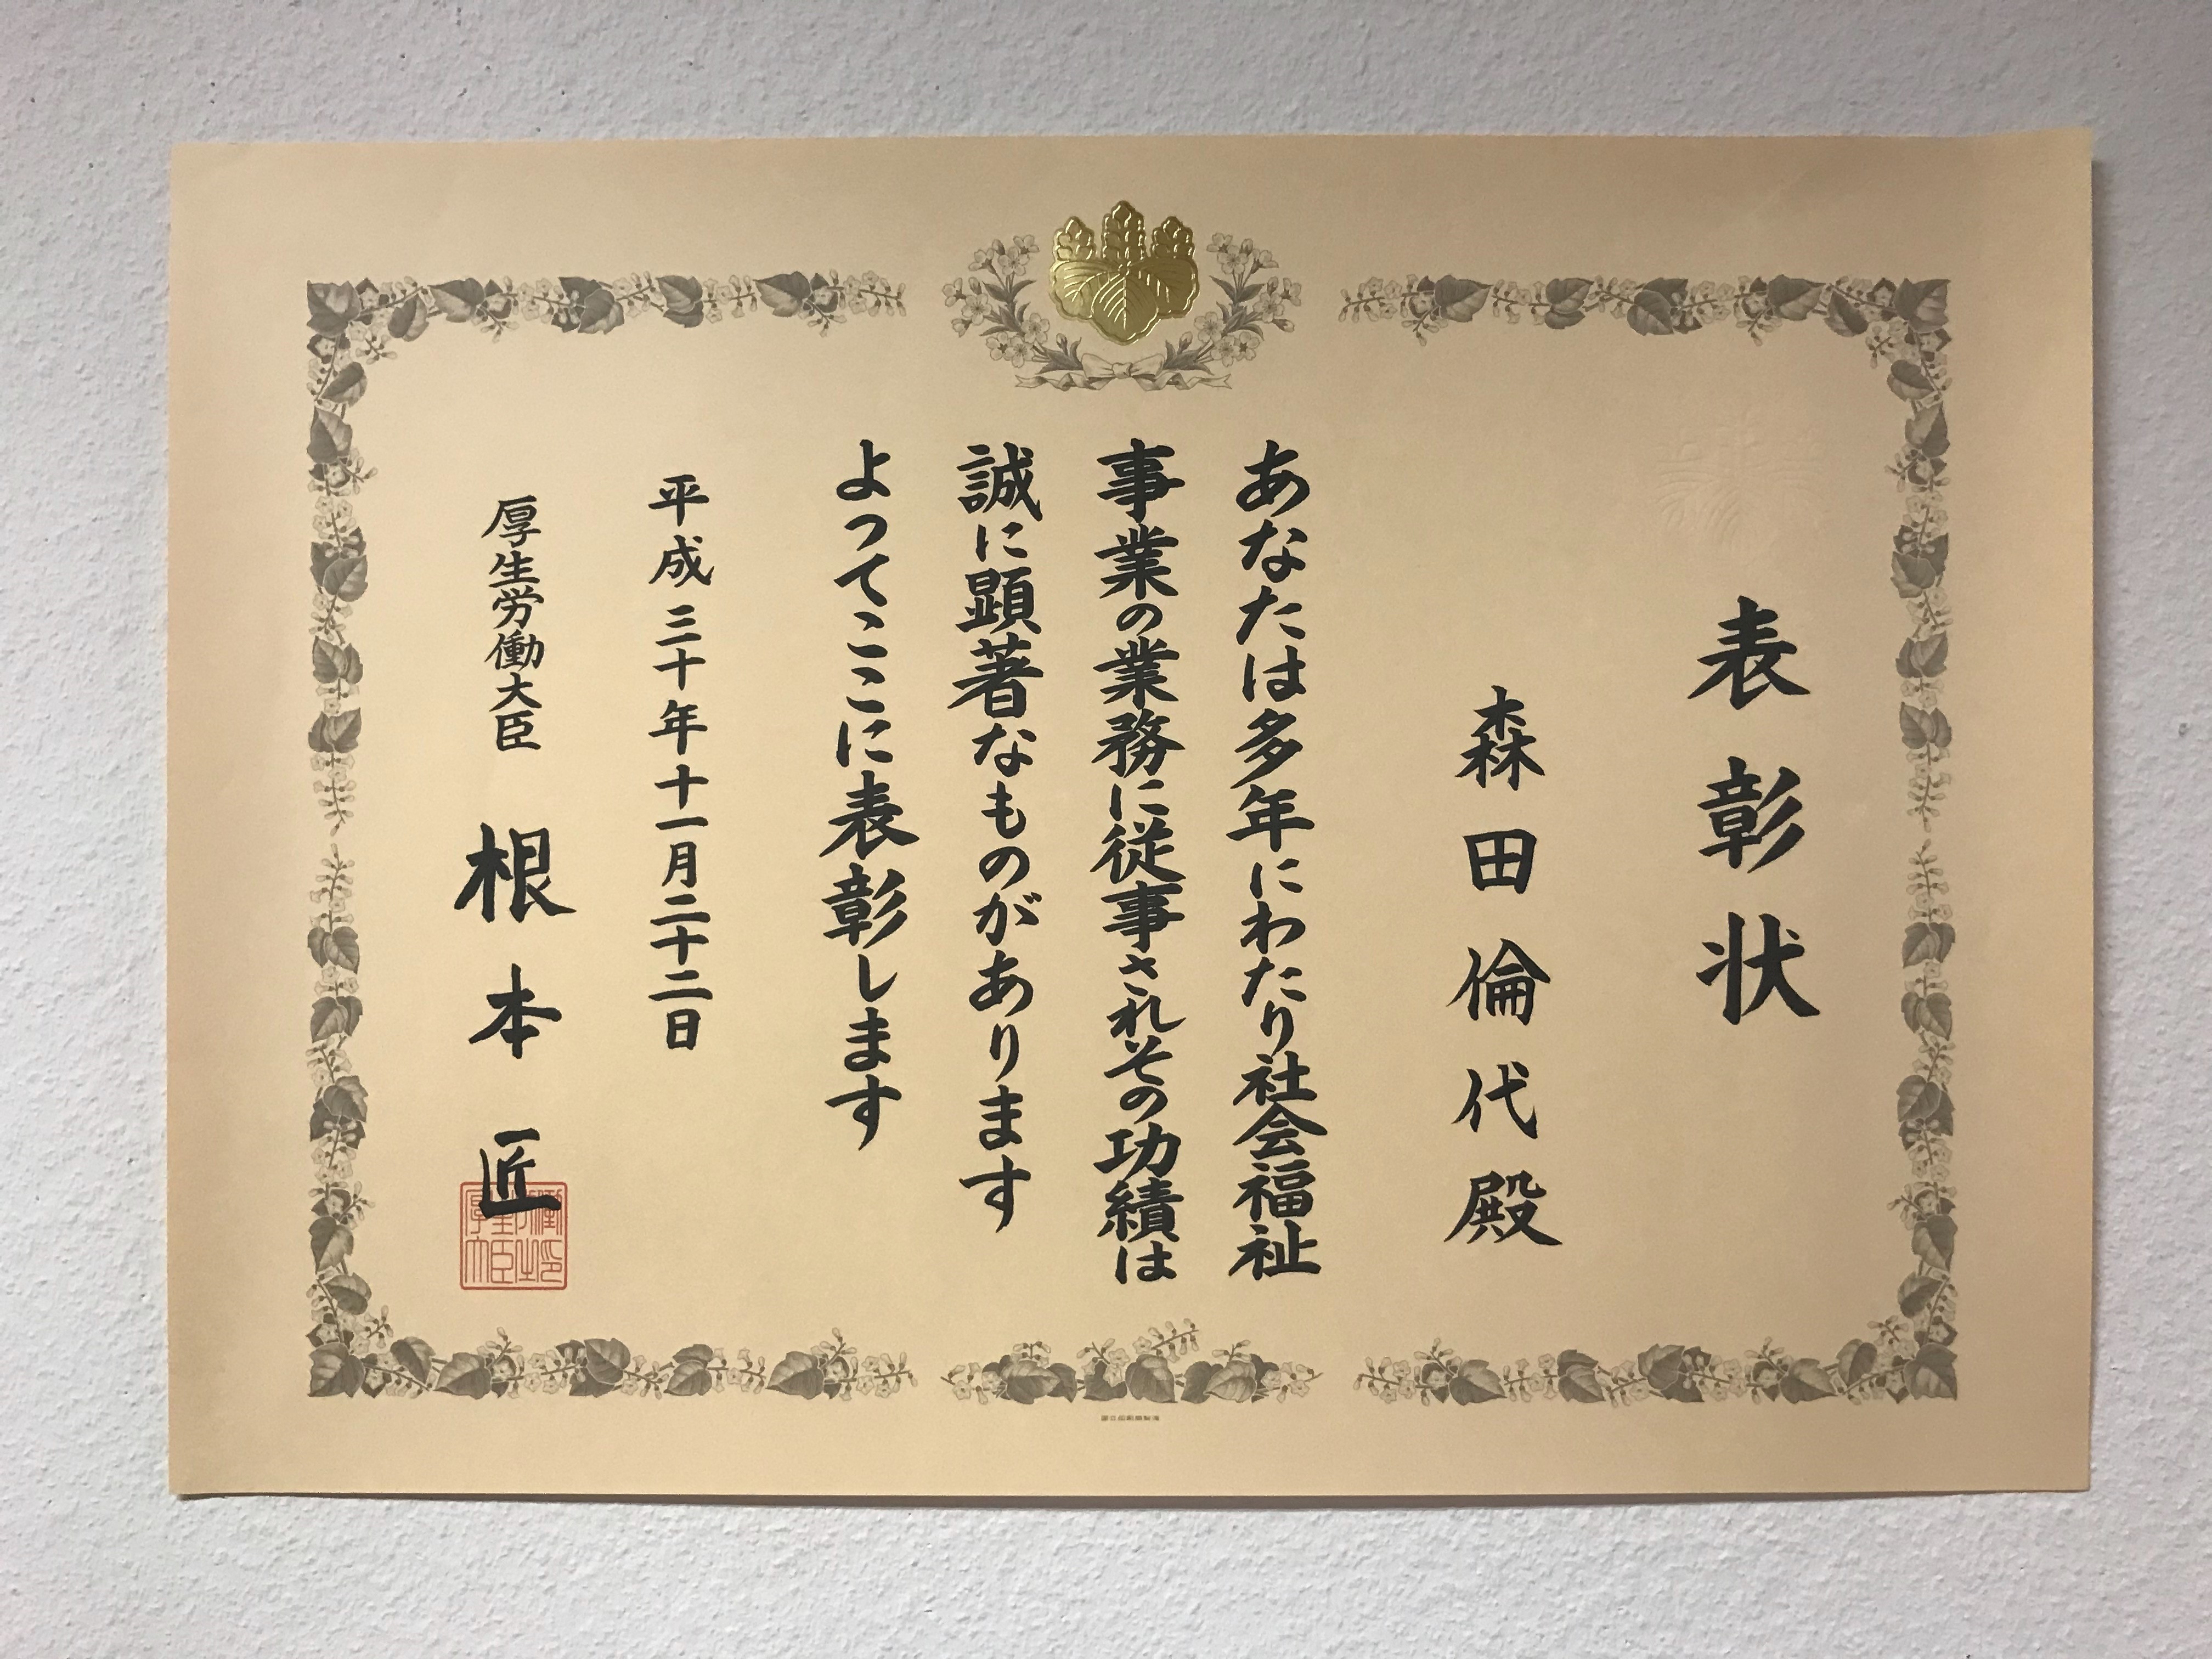 表彰状
森田倫代殿
あなたは多年にわたり社会福祉
事業の業務に従事されその功績は
誠に顕著なものがあります
よってここに表彰します
平成三十年十一月二十二日
厚生労働大臣 根本匠